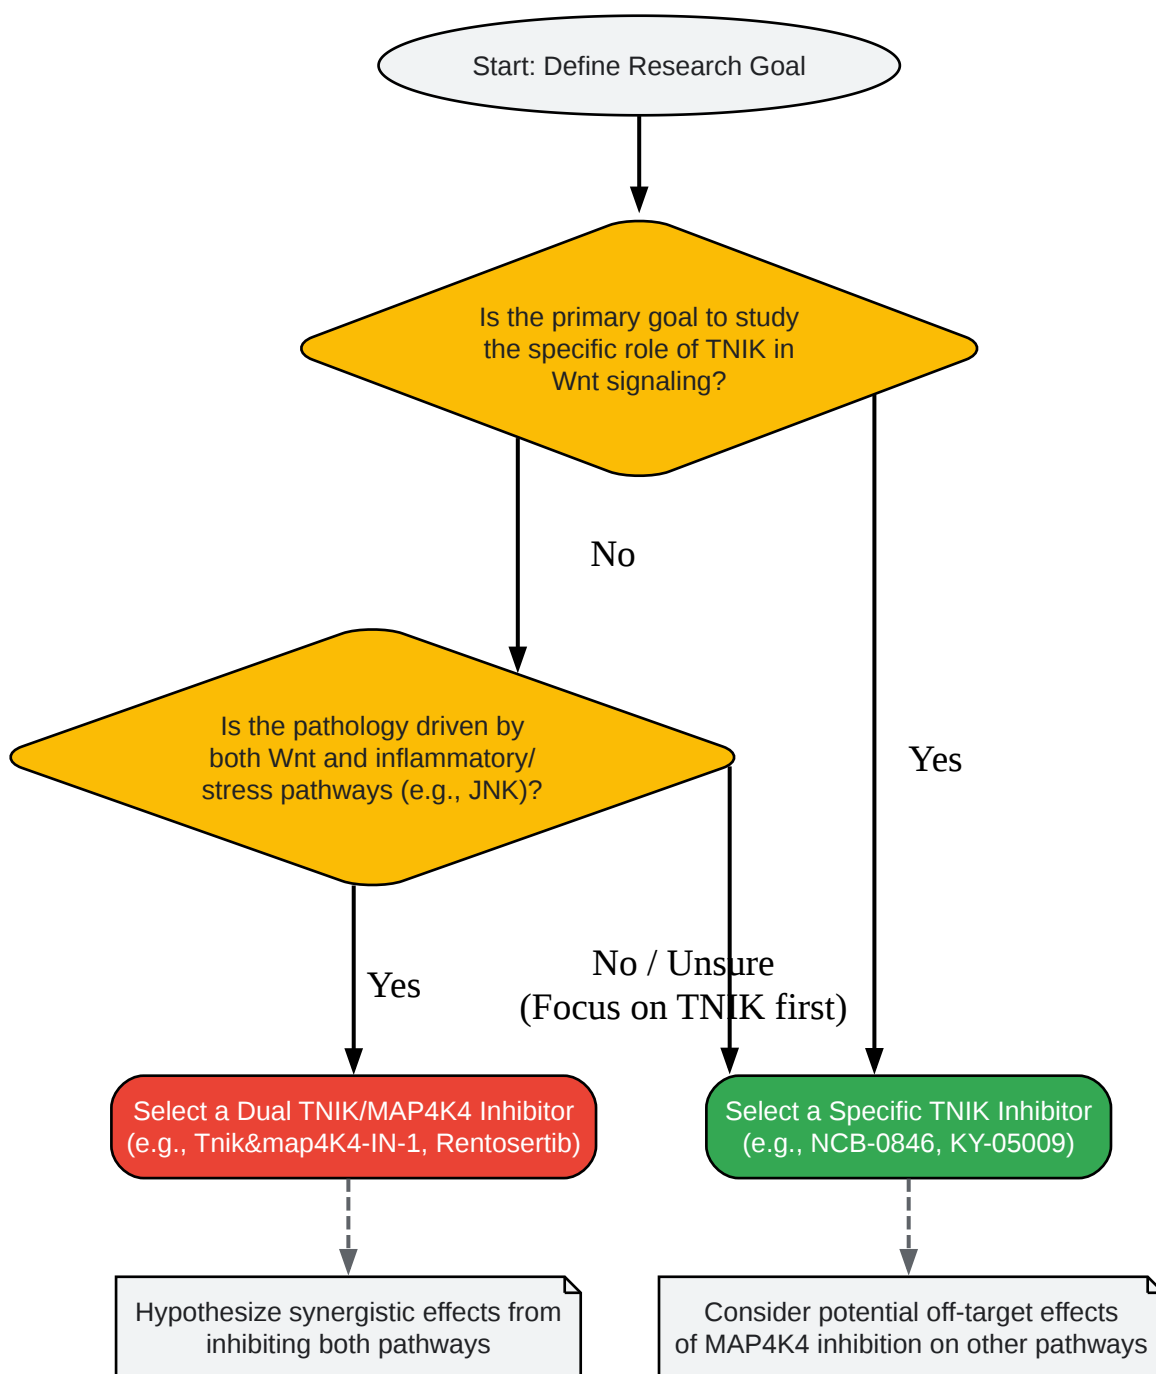 Start: Define Research Goal
Is the primary goal to study
the specific role of TNIK in
Wnt signaling?
No
Is the pathology driven by
both Wnt and inflammatory/
stress pathways (e.g., JNK)?
Yes
Yes
No / Unsure
(Focus on TNIK first)
Select a Dual TNIK/MAP4K4 Inhibitor
(e.g., Tnik&map4K4-IN-1, Rentosertib)
Select a Specific TNIK Inhibitor
(e.g., NCB-0846, KY-05009)
Hypothesize synergistic effects from
inhibiting both pathways
Consider potential off-target effects
of MAP4K4 inhibition on other pathways